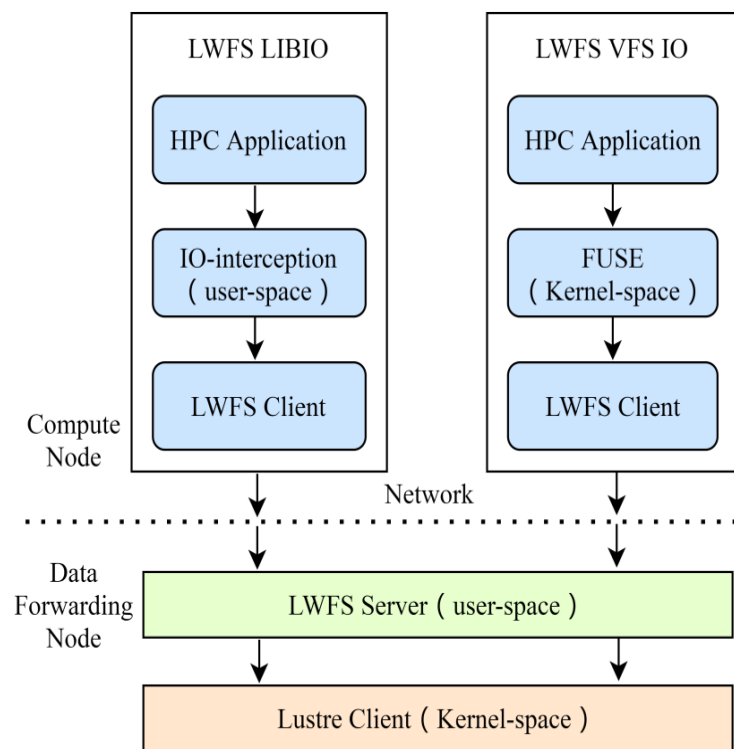 LWFS LIBIO
HPC Application
IO-interception
( user-space )
LWFS Client
LWFS VFS IO
HPC Application
FUSE
( Kernel-space )
LWFS Client
Compute
Node
Network
Data
Forwarding
Node
LWFS Server ( user-space )
Lustre Client ( Kernel-space )